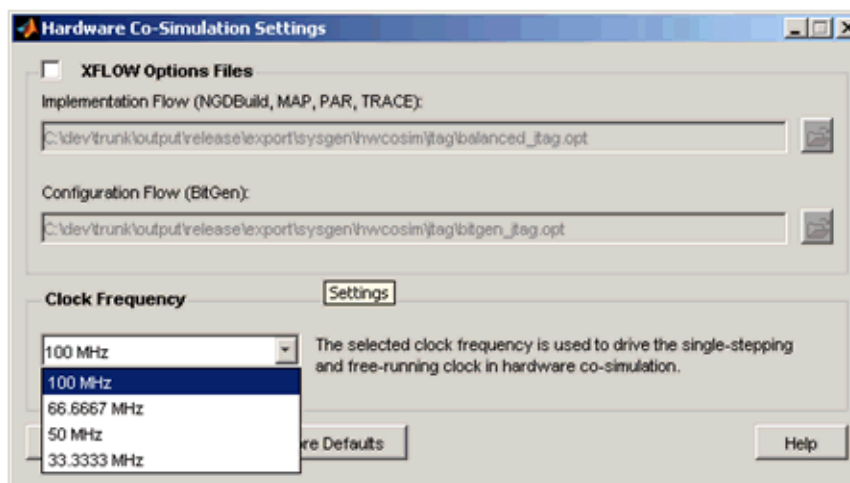 Hardware Co-Simulation Settings
XFLOW Options Files
Implementation Flow (NGDBuild, MAP, PAR, TRACE):
C:\dev\trunk\output\release\export\sysgen\hwcosim\jtag\balanced_jtag.opt
Configuration Flow (BitGen):
C:\dev\trunk\output\release\export\sysgen\hwcosim\jtag\bitgen_jtag.opt
Settings
Clock Frequency
100 MHz
The selected clock frequency is used to drive the single-stepping
and free-running clock in hardware co-simulation.
100 MHz
66.6667 MHz
50 MHz
33.3333 MHz
Defaults
Help